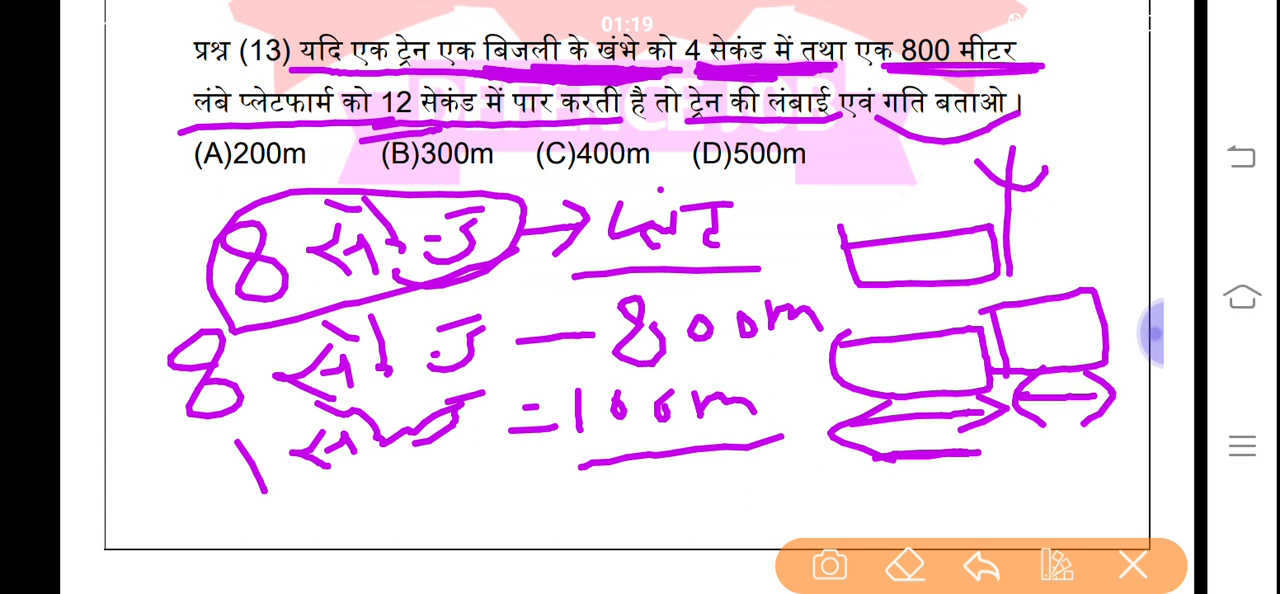 01:19
प्रश्न (13) यदि एक ट्रेन एक बिजली के खंभे को 4 सेकंड में तथा एक 800 मीटर
लंबे प्लेटफार्म को 12 सेकंड में पार करती है तो ट्रेन की लंबाई एवं गति बताओ।
(A)200m (B)300m (C)400m (D)500m
8
8 – 800m
1 = 100m